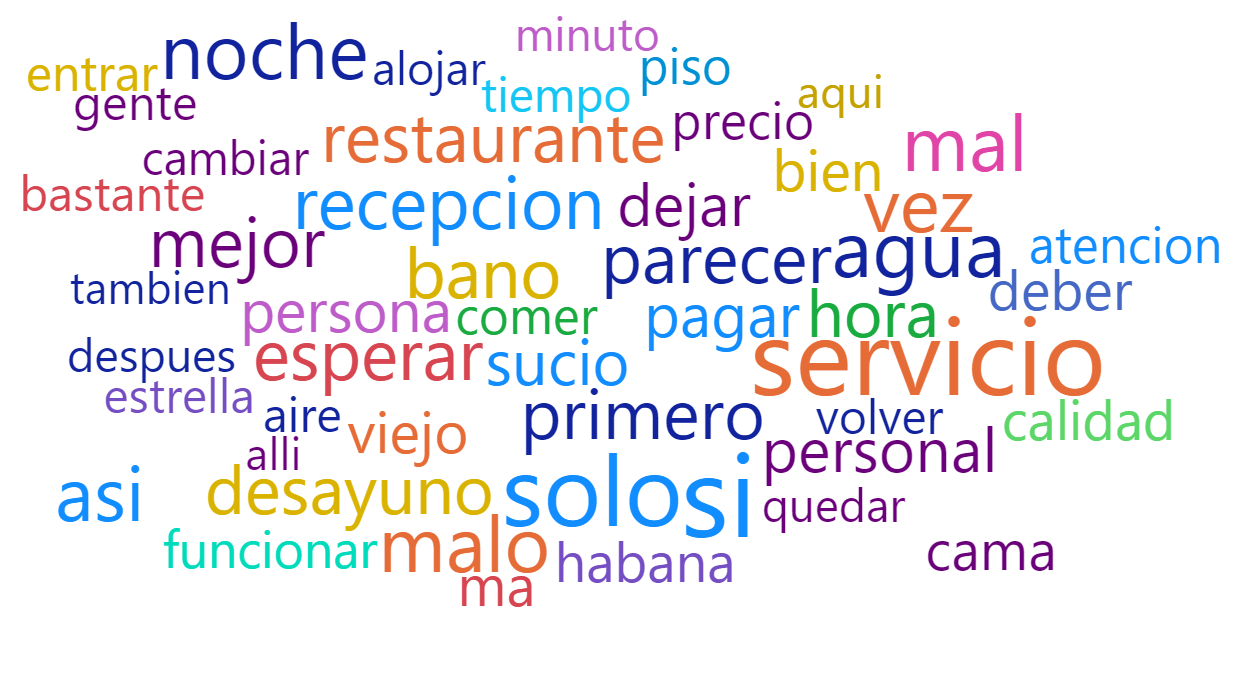 minuto
noche
alojar
piso
entrar
tiempo
aqui
gente
precio
restaurante
mal
cambiar
bien
bastante
recepcion
dejar
vez
mejor
agua
atencion
parecer
bano
tambien
deber
persona
comer
pagar
hora
despues
esperar
sucio
servicio
estrella
aire
primero
volver
calidad
viejo
alli
personal
asi
desayuno
solo
si
quedar
funcionar
malo
habana
cama
ma